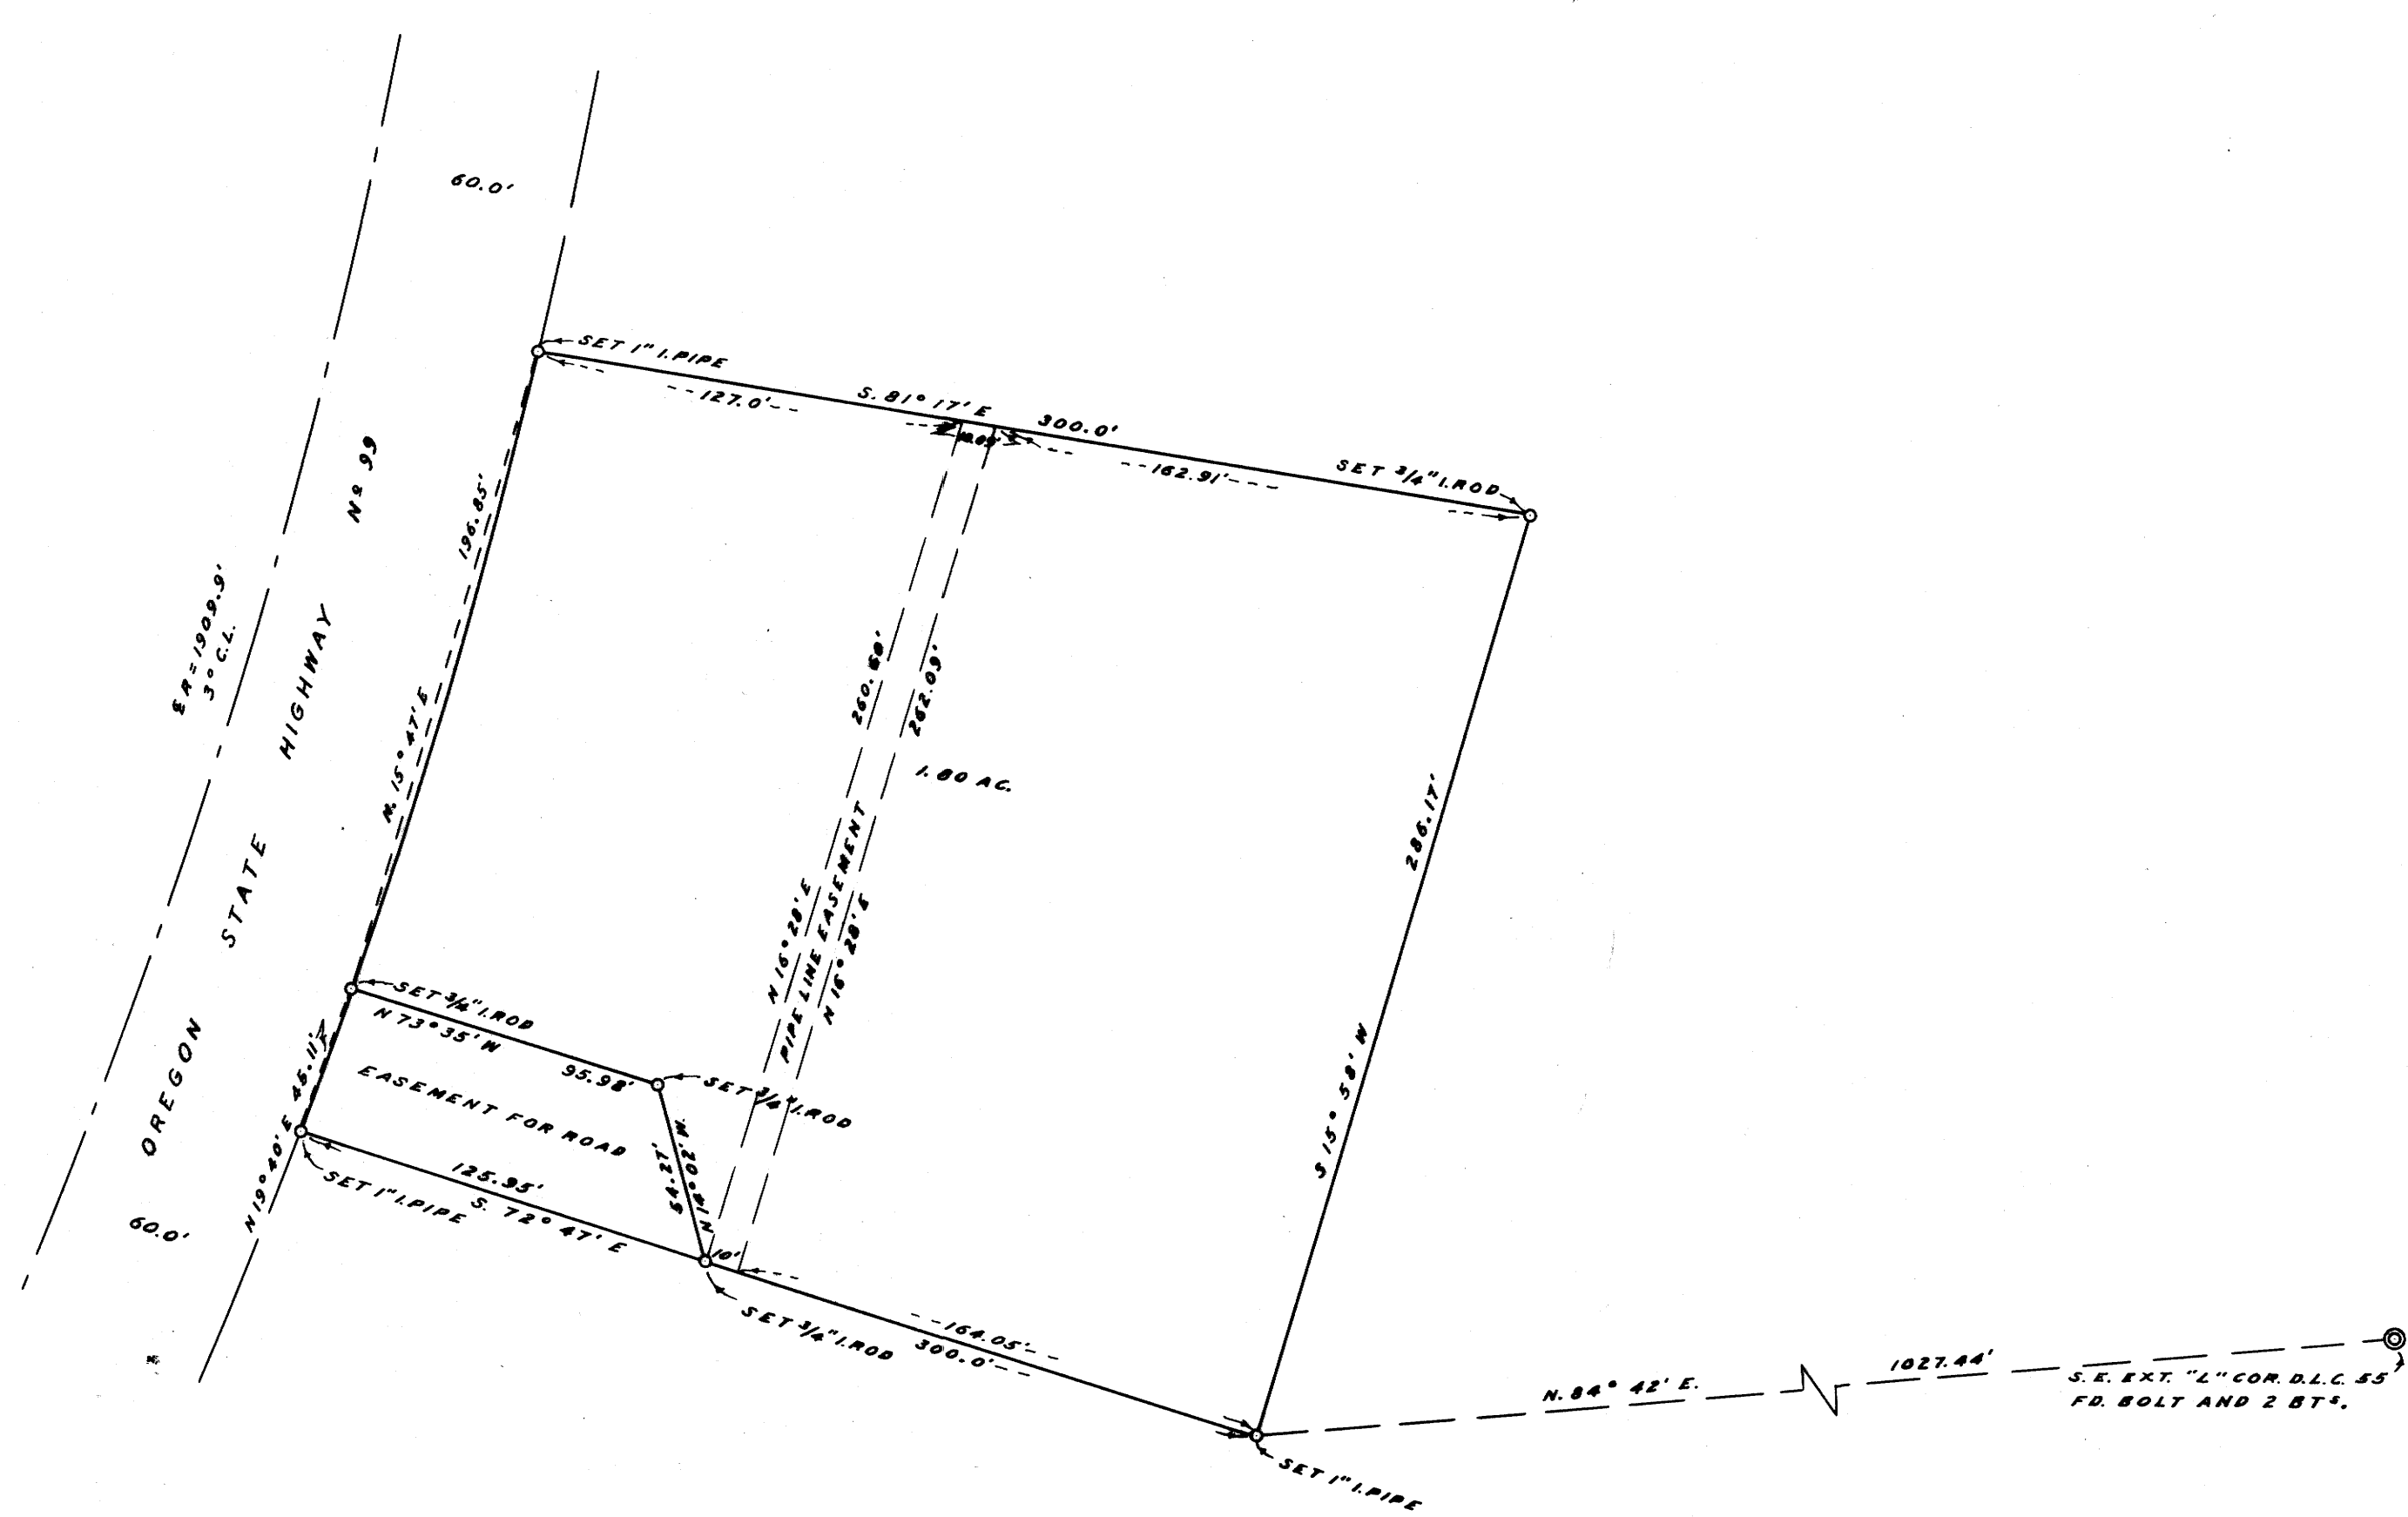 60.0'
SET 1" I.PIPE
S. 81° 17' E
300.0'
127.0'
10.09'
162.91'
SET 3/4" I.ROD
OREGON STATE HIGHWAY Nº 99
196.85'
N. 15° 47' E
R = 1909.9'
3° C.L.
262.09'
1.80 AC.
286.17'
S 15° 58' W
N 16° 28' E
PIPE LINE EASEMENT
N 16° 28' E
SET 3/4" I.ROD
N 73° 35' W
95.98'
SET 3/4" I.ROD
EASEMENT FOR ROAD
N 19° 40' E 45.11'
54.27'
N 14° 02' W.
125.95'
S. 72° 47' E
SET 1" I.PIPE
60.0'
10'
SET 3/4" I.ROD
164.05'
300.0'
N. 84° 42' E.
1027.44'
S. E. EXT. "L" COR. D.L.C. 55
FD. BOLT AND 2 BTS.
SET 1" I.PIPE